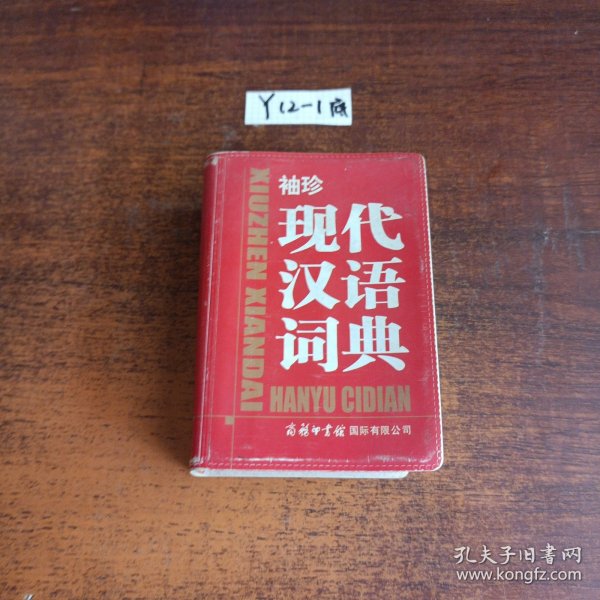 Y12-1底
袖珍
现代
汉语
词典
XIUZHEN XIANDAI
HANYU CIDIAN
商务印书馆 国际有限公司
孔夫子旧书网
www.kongfz.com